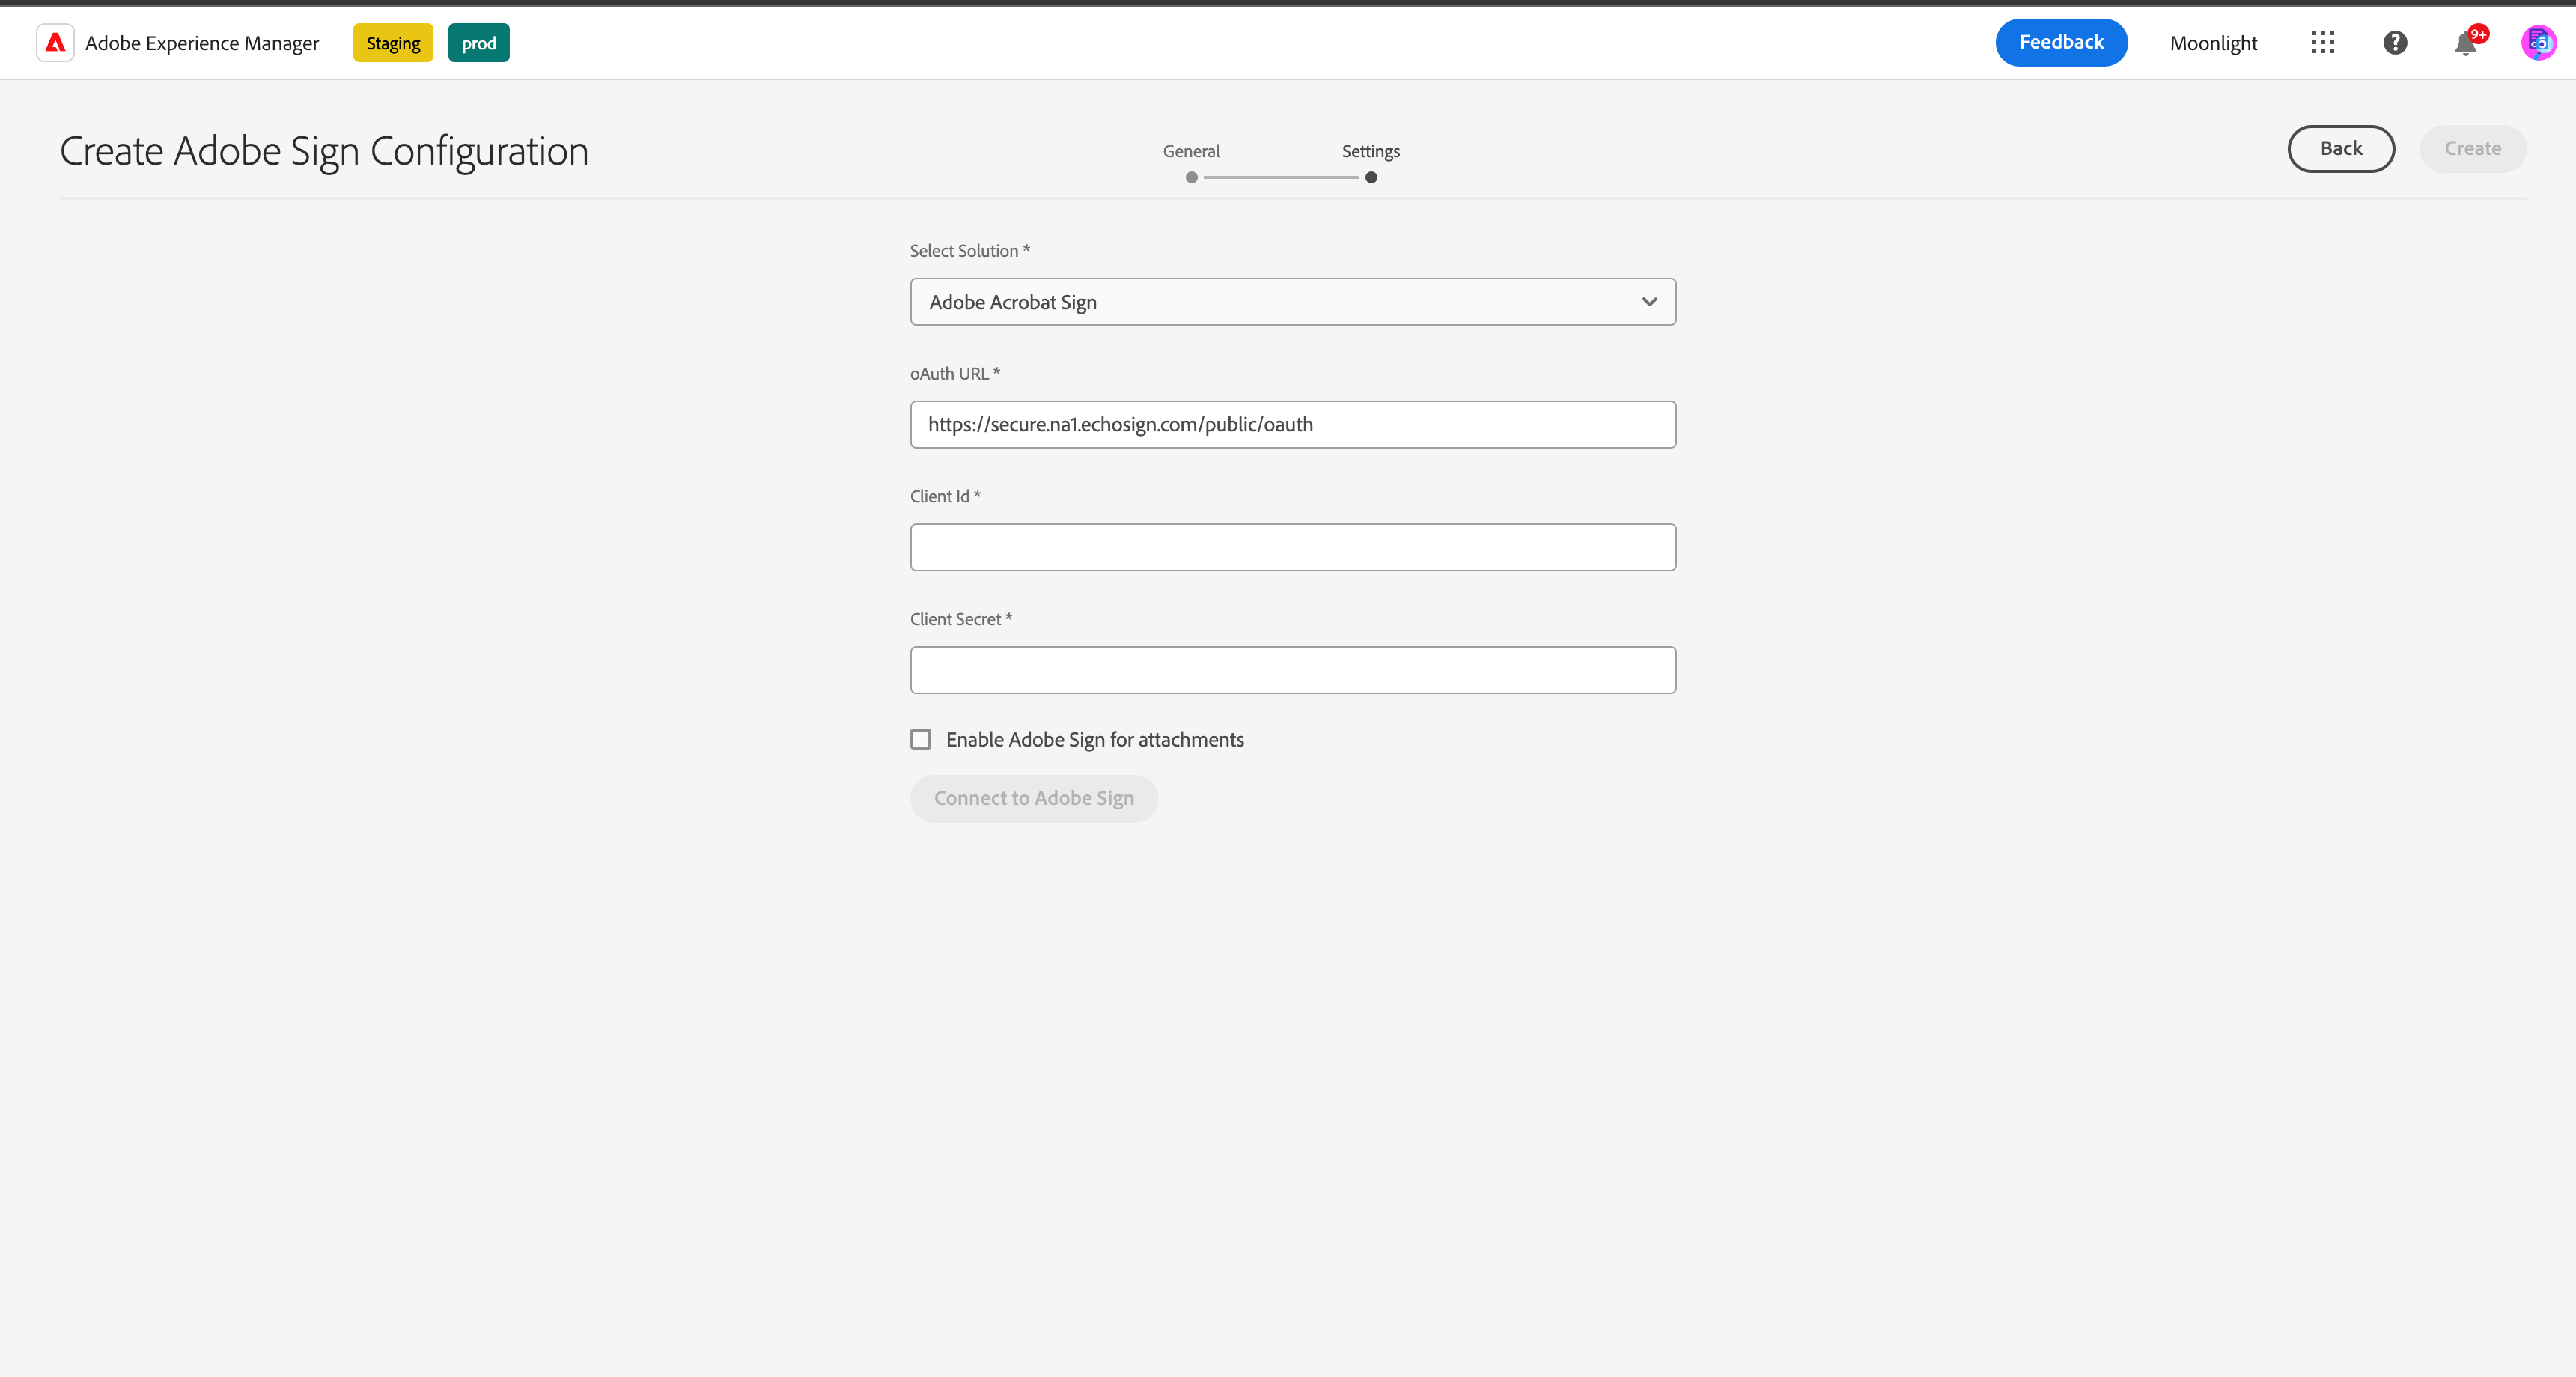 Adobe Experience Manager
Staging
prod
Feedback
Moonlight
9+
Create Adobe Sign Configuration
General
Settings
Back
Create
Select Solution *
Adobe Acrobat Sign
oAuth URL *
https://secure.na1.echosign.com/public/oauth
Client Id *
Client Secret *
Enable Adobe Sign for attachments
Connect to Adobe Sign